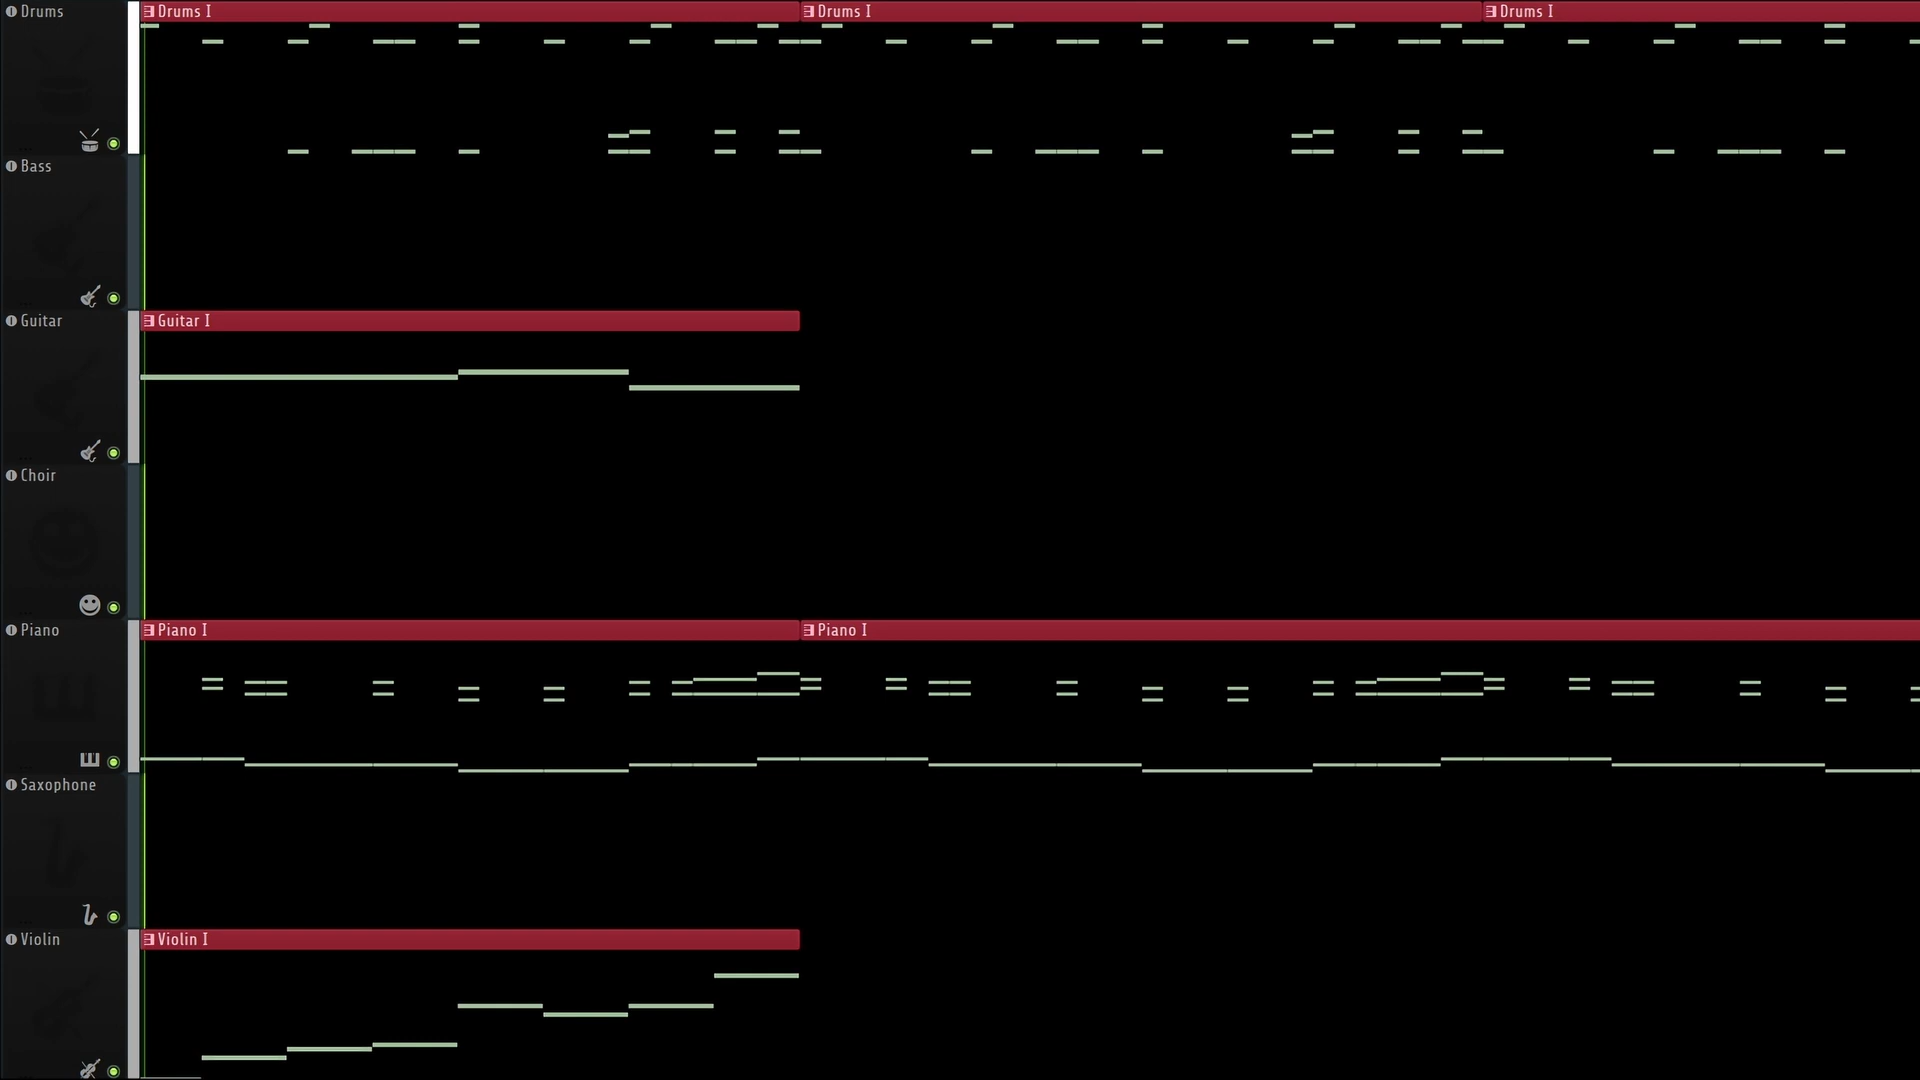 Drums
Drums I
Drums I
Drums I
Bass
Guitar
Guitar I
Choir
Piano
Piano I
Piano I
Saxophone
Violin
Violin I